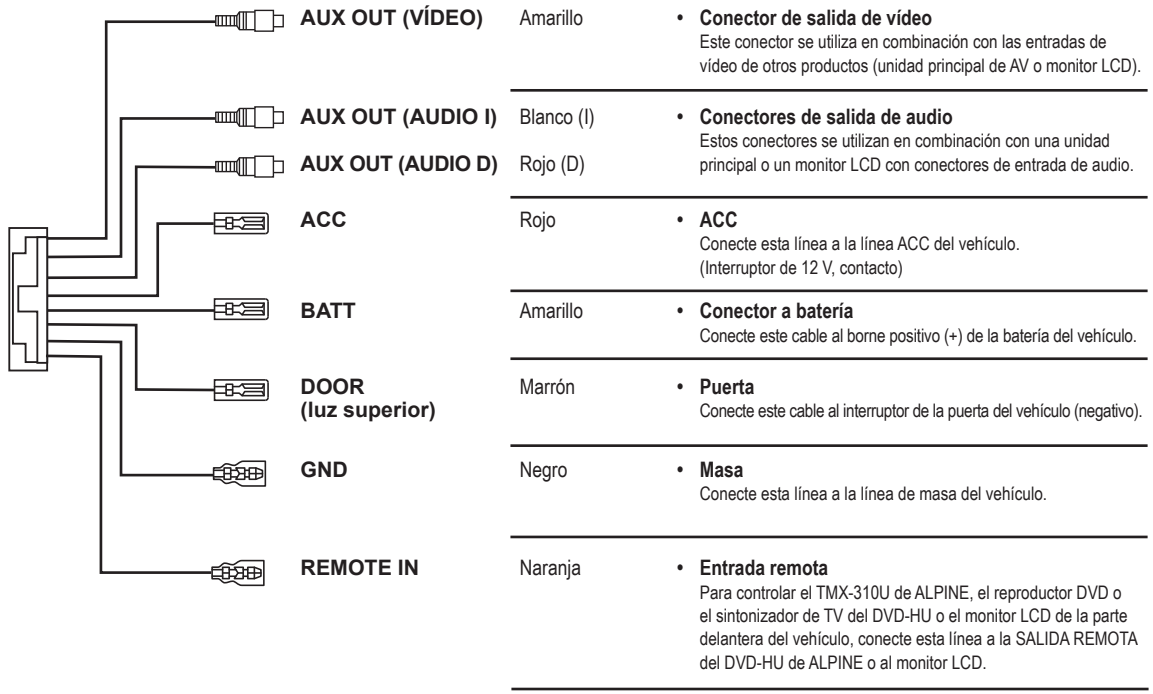 AUX OUT (VÍDEO) Amarillo • Conector de salida de vídeo
Este conector se utiliza en combinación con las entradas de
vídeo de otros productos (unidad principal de AV o monitor LCD).
AUX OUT (AUDIO I) Blanco (I) • Conectores de salida de audio
Estos conectores se utilizan en combinación con una unidad
AUX OUT (AUDIO D) Rojo (D) principal o un monitor LCD con conectores de entrada de audio.
ACC Rojo • ACC
Conecte esta línea a la línea ACC del vehículo.
(Interruptor de 12 V, contacto)
BATT Amarillo • Conector a batería
Conecte este cable al borne positivo (+) de la batería del vehículo.
DOOR Marrón • Puerta
(luz superior) Conecte este cable al interruptor de la puerta del vehículo (negativo).
GND Negro • Masa
Conecte esta línea a la línea de masa del vehículo.
REMOTE IN Naranja • Entrada remota
Para controlar el TMX-310U de ALPINE, el reproductor DVD o
el sintonizador de TV del DVD-HU o el monitor LCD de la parte
delantera del vehículo, conecte esta línea a la SALIDA REMOTA
del DVD-HU de ALPINE o al monitor LCD.